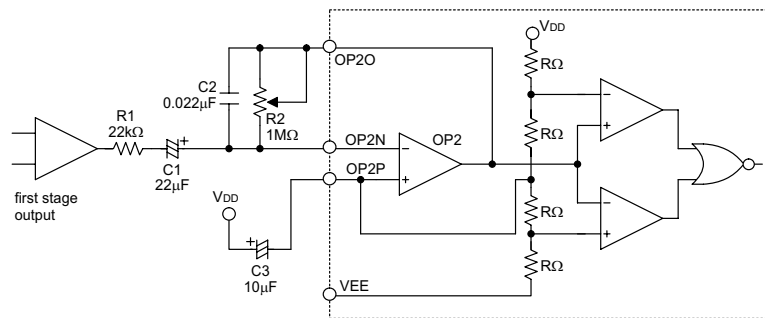 VDD
RΩ
OP2O
C2
0.022µF
RΩ
R1
22kΩ
R2
1MΩ
OP2N
OP2
−
+
−
+
C1
22µF
+
OP2P
first stage
output
VDD
RΩ
−
+
+
C3
10µF
VEE
RΩ